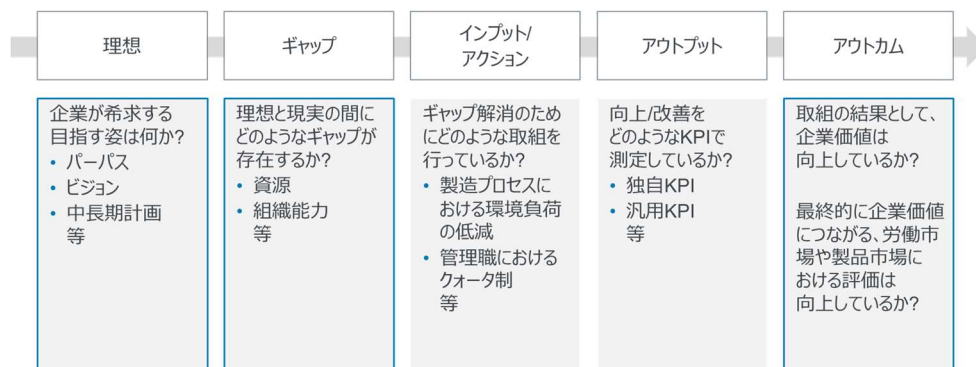 理想
ギャップ
インプット/
アクション
アウトプット
アウトカム
企業が希求する
目指す姿は何か?
• パーパス
• ビジョン
• 中長期計画
等
理想と現実の間に
どのようなギャップが
存在するか?
• 資源
• 組織能力
等
ギャップ解消のため
にどのような取組を
行っているか?
• 製造プロセスに
おける環境負荷
の低減
• 管理職における
クォータ制
等
向上/改善を
どのようなKPIで
測定しているか?
• 独自KPI
• 汎用KPI
等
取組の結果として、
企業価値は
向上しているか?
最終的に企業価値
につながる、労働市
場や製品市場に
おける評価は
向上しているか?